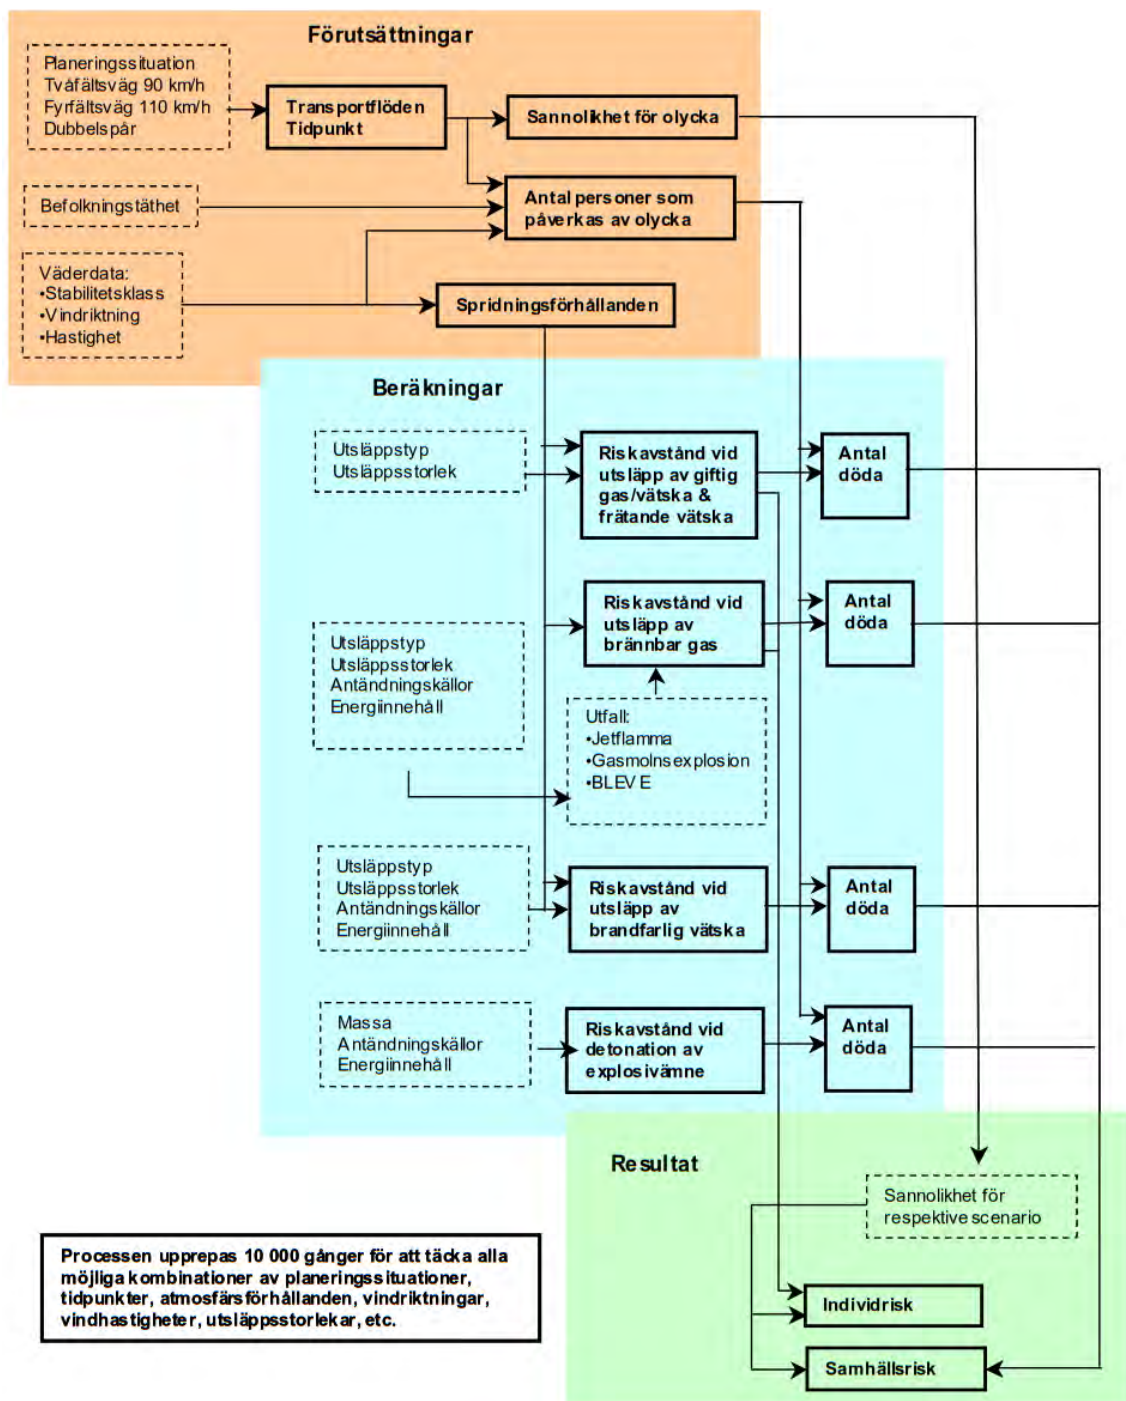 Förutsättningar
Planeringssituation
Tvåfältsväg 90 km/h
Fyrfältsväg 110 km/h
Dubbelspår
Transportflöden
Tidpunkt
Sannolikhet för olycka
Befolkningstäthet
Antal personer som
påverkas av olycka
Väderdata:
•Stabilitetsklass
•Vindriktning
•Hastighet
Spridningsförhållanden
Beräkningar
Utsläppstyp
Utsläppsstorlek
Riskavstånd vid
utsläpp av giftig
gas/vätska &
frätande vätska
Antal
döda
Utsläppstyp
Utsläppsstorlek
Antändningskällor
Energiinnehåll
Riskavstånd vid
utsläpp av
brännbar gas
Antal
döda
Utfall:
•Jetflamma
•Gasmolnsexplosion
•BLEVE
Utsläppstyp
Utsläppsstorlek
Antändningskällor
Energiinnehåll
Riskavstånd vid
utsläpp av
brandfarlig vätska
Antal
döda
Massa
Antändningskällor
Energiinnehåll
Riskavstånd vid
detonation av
explosivämne
Antal
döda
Resultat
Sannolikhet för
respektive scenario
Processen upprepas 10 000 gånger för att täcka alla
möjliga kombinationer av planeringssituationer,
tidpunkter, atmosfärsförhållanden, vindriktningar,
vindhastigheter, utsläppsstorlekar, etc.
Individrisk
Samhällsrisk